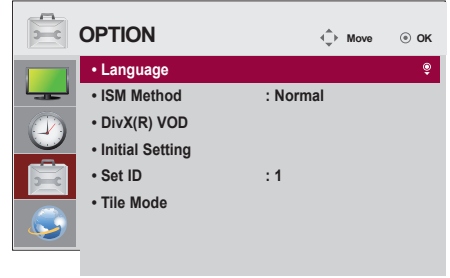 OPTION Move OK
• Language
• ISM Method : Normal
• DivX(R) VOD
• Initial Setting
• Set ID : 1
• Tile Mode